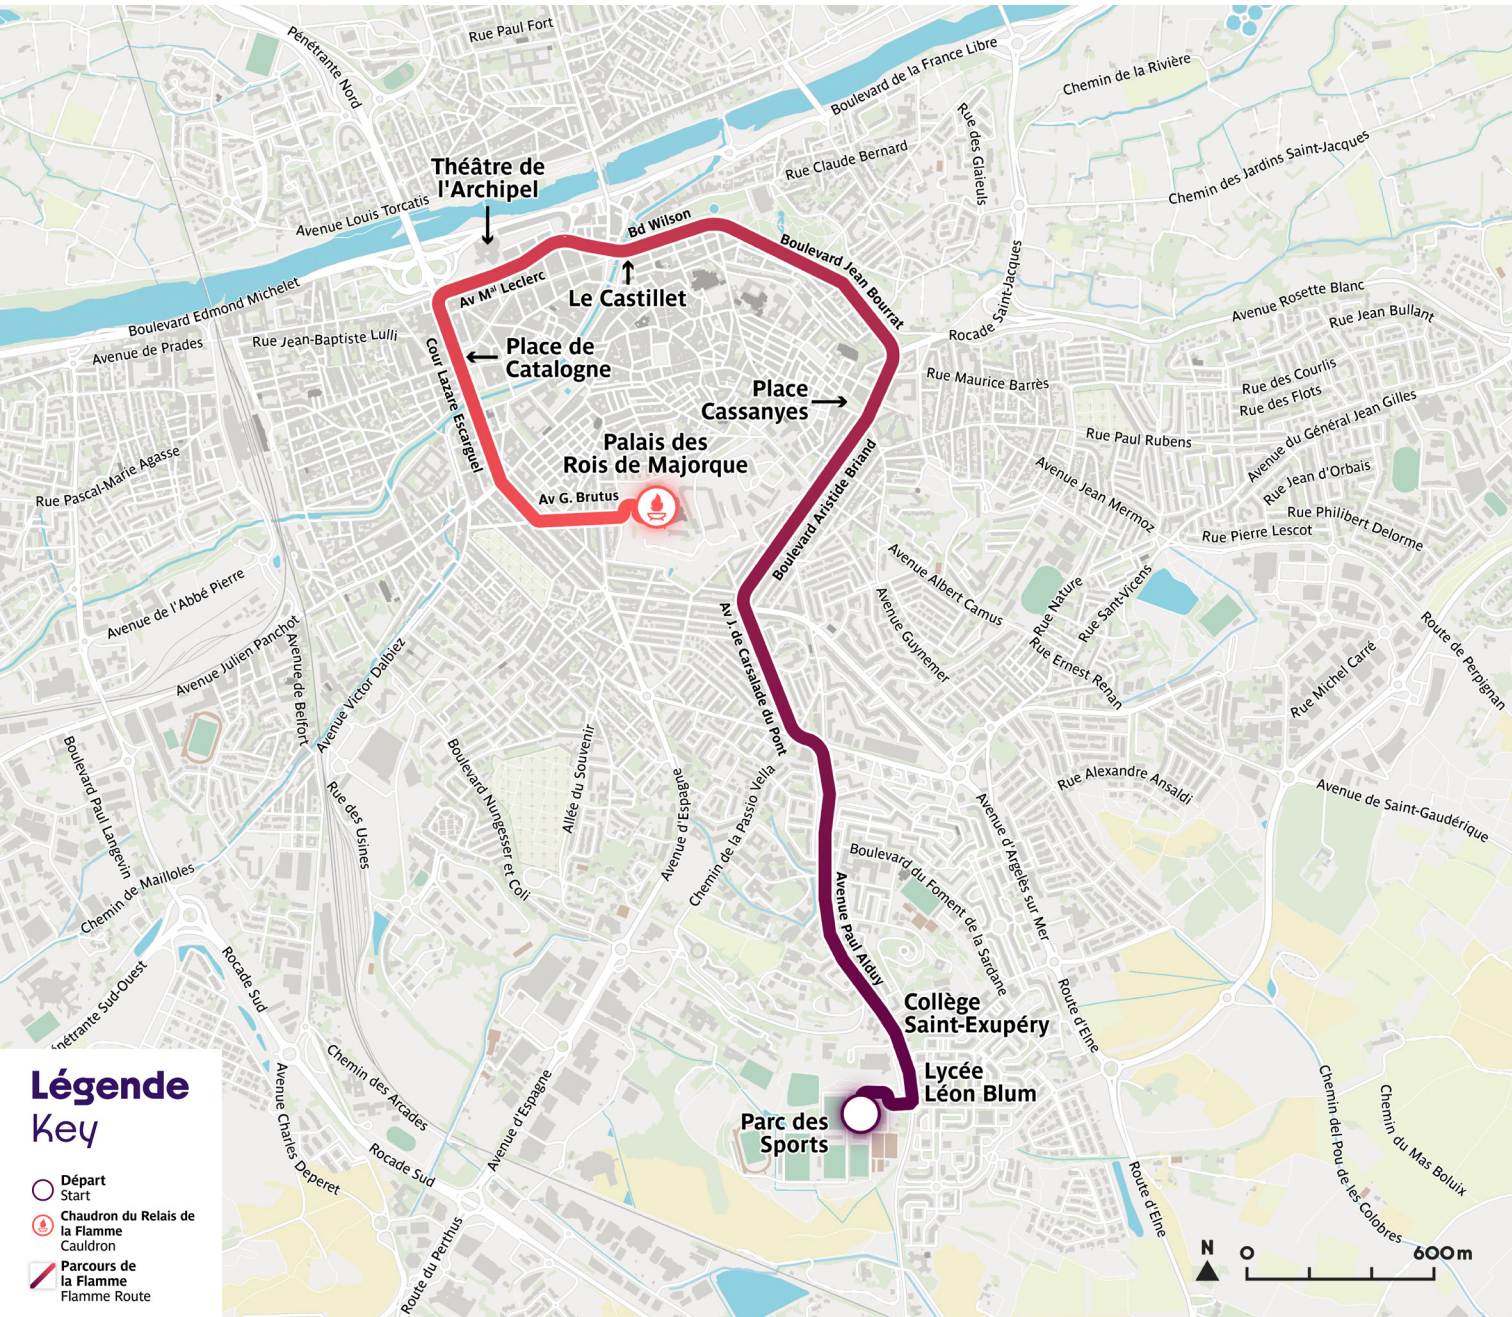 Rue Paul Fort
Pénétrante Nord
Boulevard de la France Libre
Chemin de la Rivière
Rue des Glaieuls
Rue Claude Bernard
Chemin des Jardins Saint-Jacques
Théâtre de
l'Archipel
Avenue Louis Torcatis
Bd Wilson
Boulevard Jean Bourrat
Rocade Saint-Jacques
Boulevard Edmond Michelet
Av Mal Leclerc
Le Castillet
Avenue Rosette Blanc
Rue Jean Bullant
Avenue de Prades
Rue Jean-Baptiste Lulli
Place de
Catalogne
Cour Lazare Escarguel
Place
Cassanyes
Rue Maurice Barrès
Rue des Courlis
Rue des Flots
Avenue du Général Jean Gilles
Rue Paul Rubens
Palais des
Rois de Majorque
Av G. Brutus
Boulevard Aristide Briand
Rue Pascal-Marie Agasse
Avenue Jean Mermoz
Rue Jean d'Orbais
Rue Philibert Delorme
Rue Pierre Lescot
Avenue Albert Camus
Avenue Guynemer
Rue Nature
Rue Sant-Vicens
Rue Ernest Renan
Avenue de l'Abbé Pierre
Avenue Julien Panchot
Avenue de Belfort
Avenue Victor Dalbiez
Av J. de Carsalade du Pont
Route de Perpignan
Rue Michel Carré
Boulevard Paul Langevin
Rue des Usines
Boulevard Nungesser et Coli
Allée du Souvenir
Avenue d'Espagne
Chemin de la Passio Vella
Rue Alexandre Ansaldi
Avenue de Saint-Gaudérique
Avenue d'Argelès sur Mer
Boulevard du Foment de la Sardane
Avenue Paul Alduy
Chemin de Mailloles
Rocade Sud
énétrante Sud-Ouest
Collège
Saint-Exupéry
Route d'Elne
Lycée
Léon Blum
Parc des
Sports
Chemin des Arcades
Avenue Charles Deperet
Rocade Sud
Avenue d'Espagne
Route du Perthus
Route d'Elne
Chemin del Pou de les Colobres
Chemin du Mas Boluix
Légende
Key
Départ
Start
Chaudron du Relais de
la Flamme
Cauldron
Parcours de
la Flamme
Flamme Route
N
0
600m